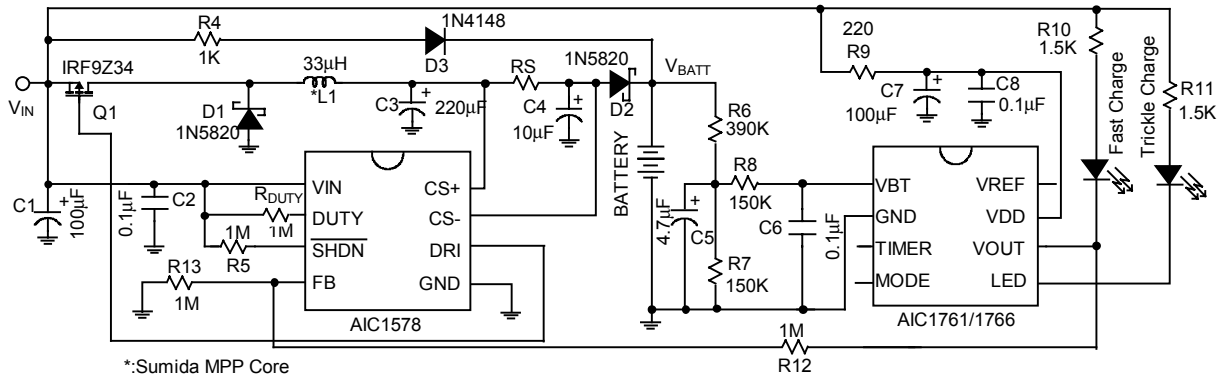 R4
1K
1N4148
D3
VIN
IRF9Z34
Q1
33µH
*L1
D1
1N5820
C3
220µF
RS
C4
10µF
1N5820
D2
VBATT
220
R9
C7
100µF
C8
0.1µF
R10
1.5K
R11
1.5K
Fast Charge
Trickle Charge
R6
390K
R8
150K
BATTERY
4.7µF
C5
C6
0.1µF
R7
150K
C1
100µF
0.1µF
C2
RDUTY
1M
1M
R5
R13
1M
VIN
DUTY
SHDN
FB
CS+
CS-
DRI
GND
AIC1578
VBT
GND
TIMER
MODE
VREF
VDD
VOUT
LED
AIC1761/1766
1M
R12
*:Sumida MPP Core